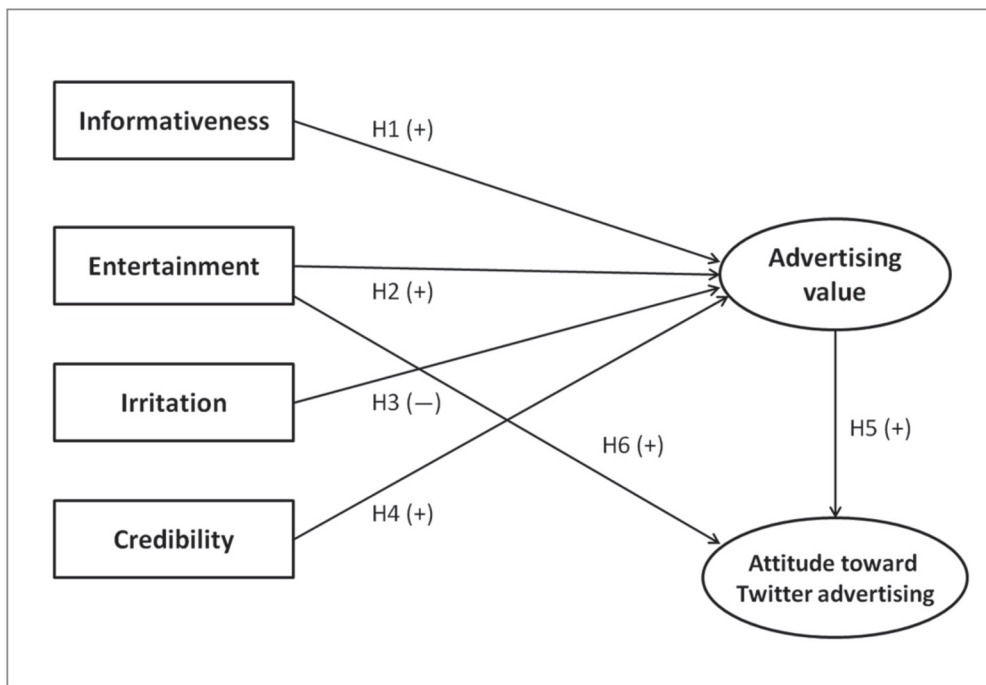 Informativeness
H1 (+)
Entertainment
H2 (+)
Advertising
value
Irritation
H3 (—)
H6 (+)
H5 (+)
Credibility
H4 (+)
Attitude toward
Twitter advertising